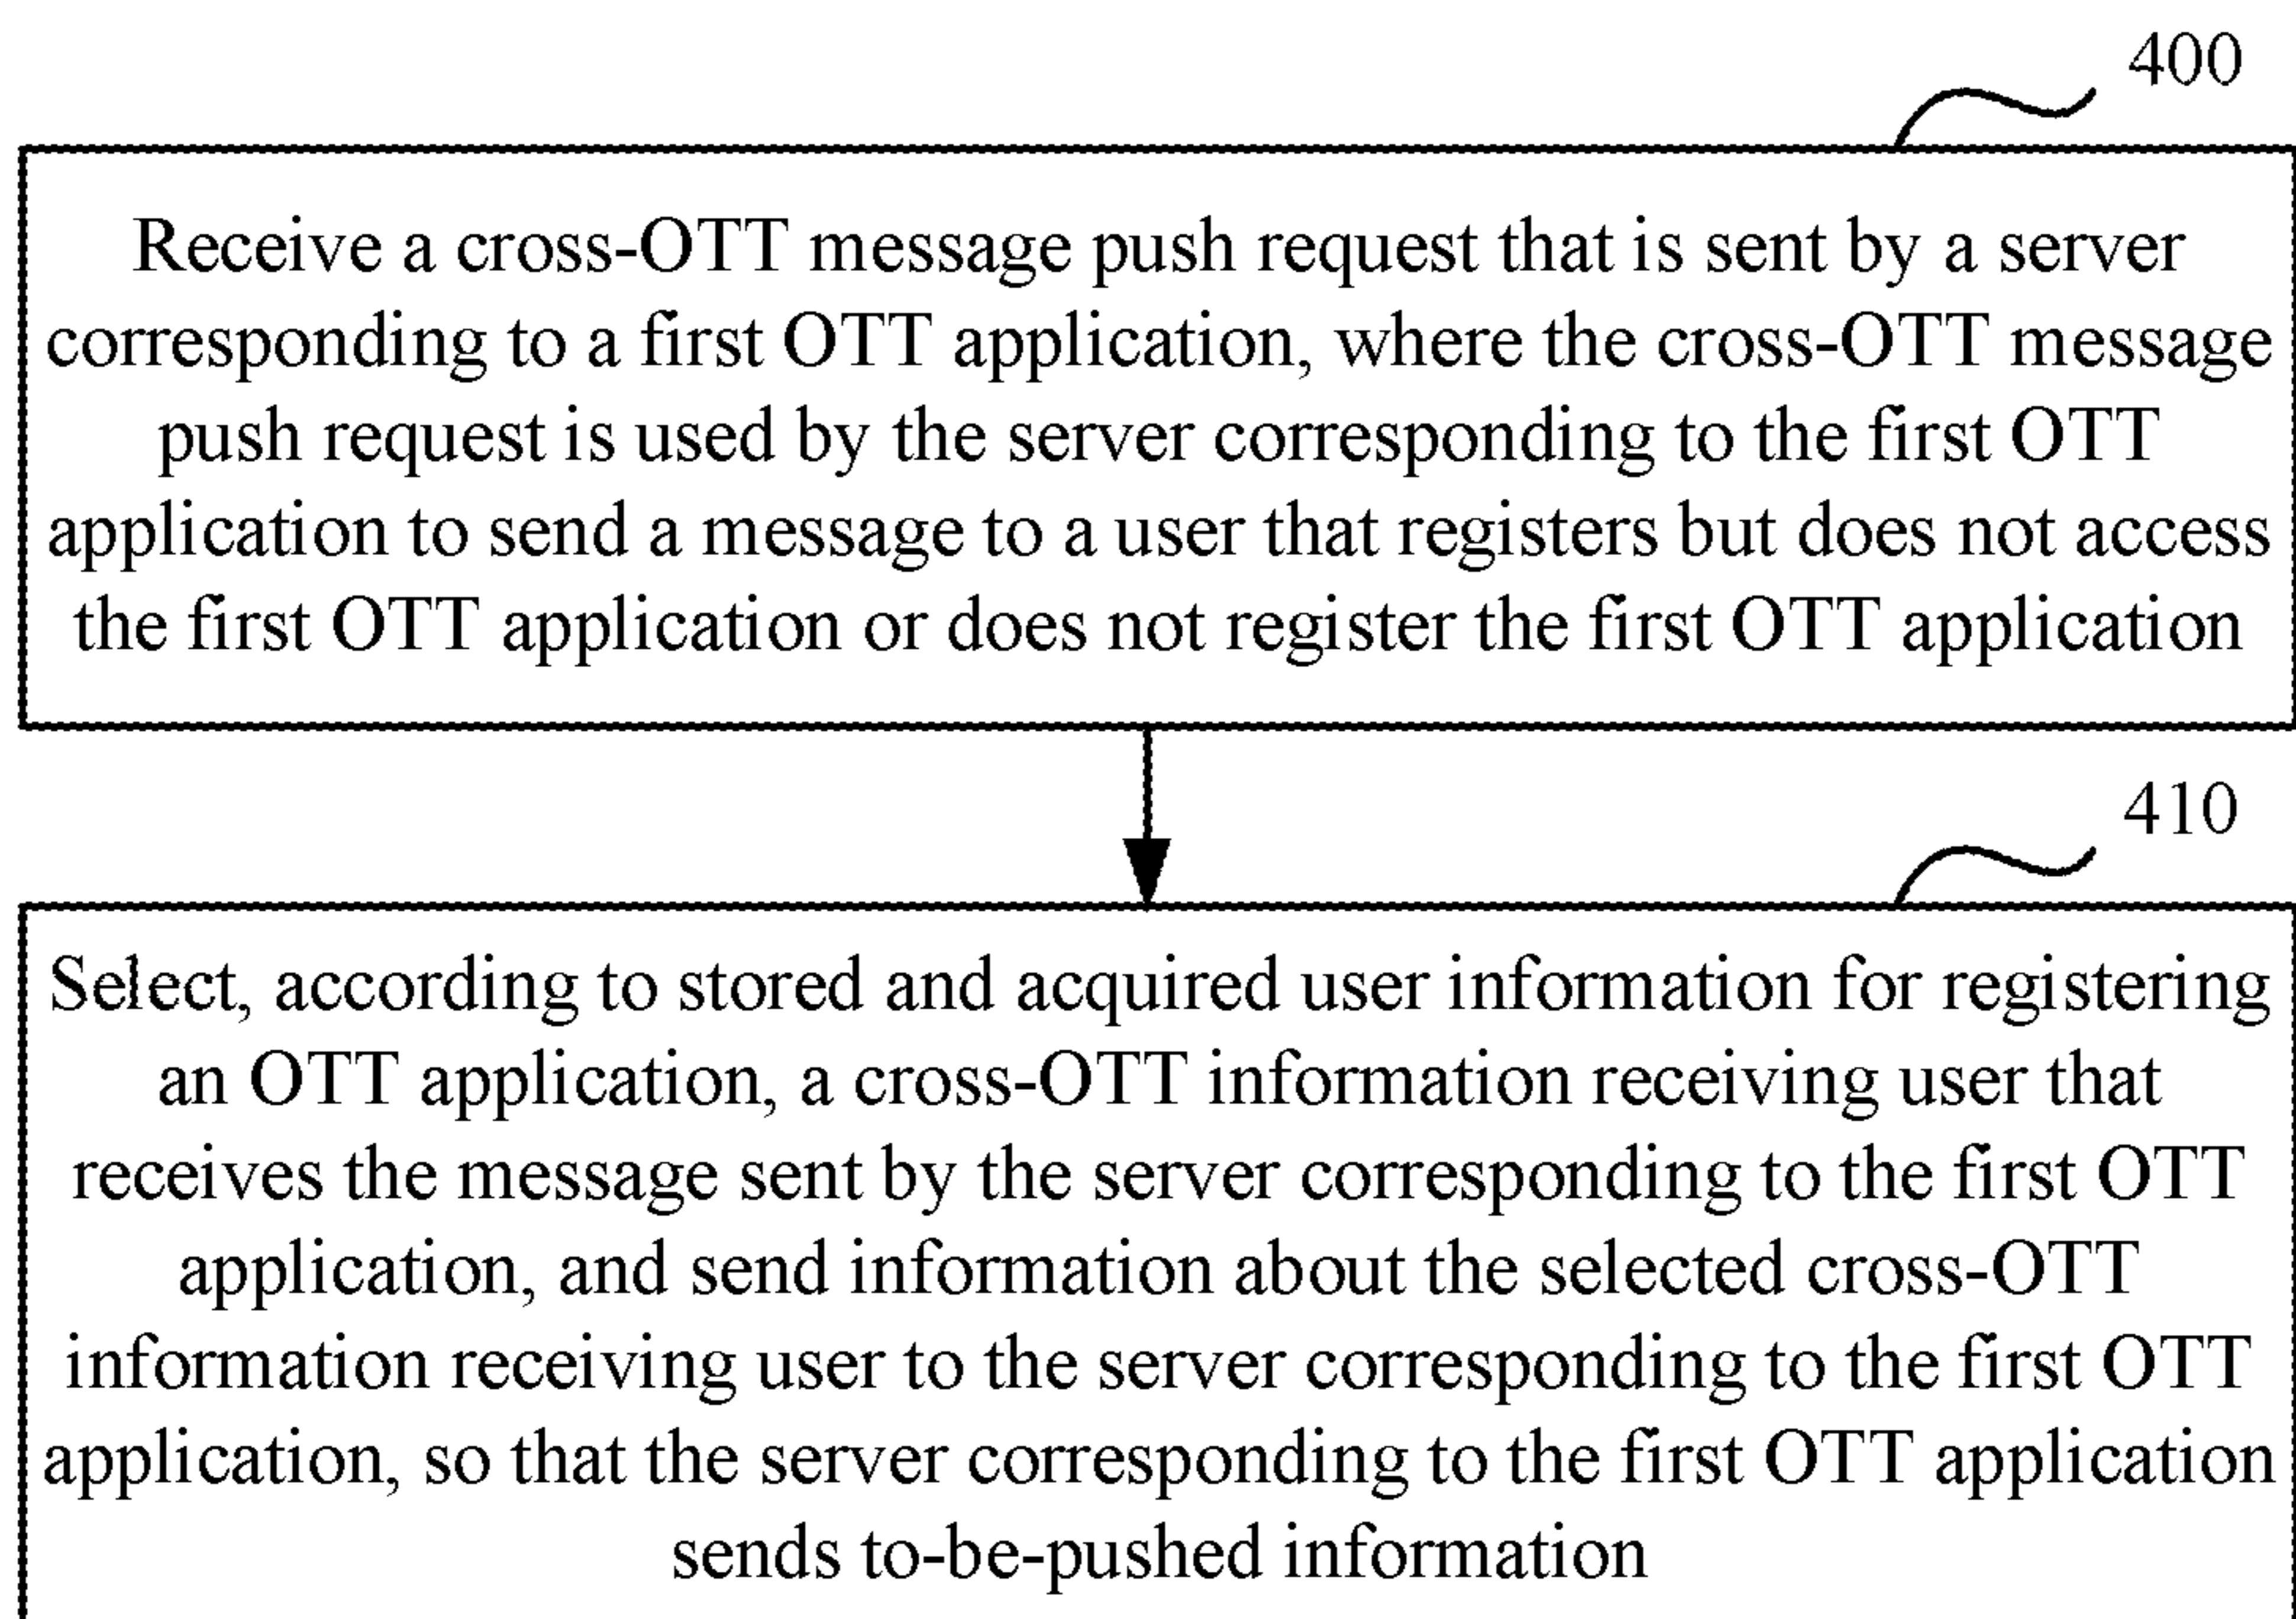 400
Receive a cross-OTT message push request that is sent by a server
corresponding to a first OTT application, where the cross-OTT message
push request is used by the server corresponding to the first OTT
application to send a message to a user that registers but does not access
the first OTT application or does not register the first OTT application
410
Select, according to stored and acquired user information for registering
an OTT application, a cross-OTT information receiving user that
receives the message sent by the server corresponding to the first OTT
application, and send information about the selected cross-OTT
information receiving user to the server corresponding to the first OTT
application, so that the server corresponding to the first OTT application
sends to-be-pushed information